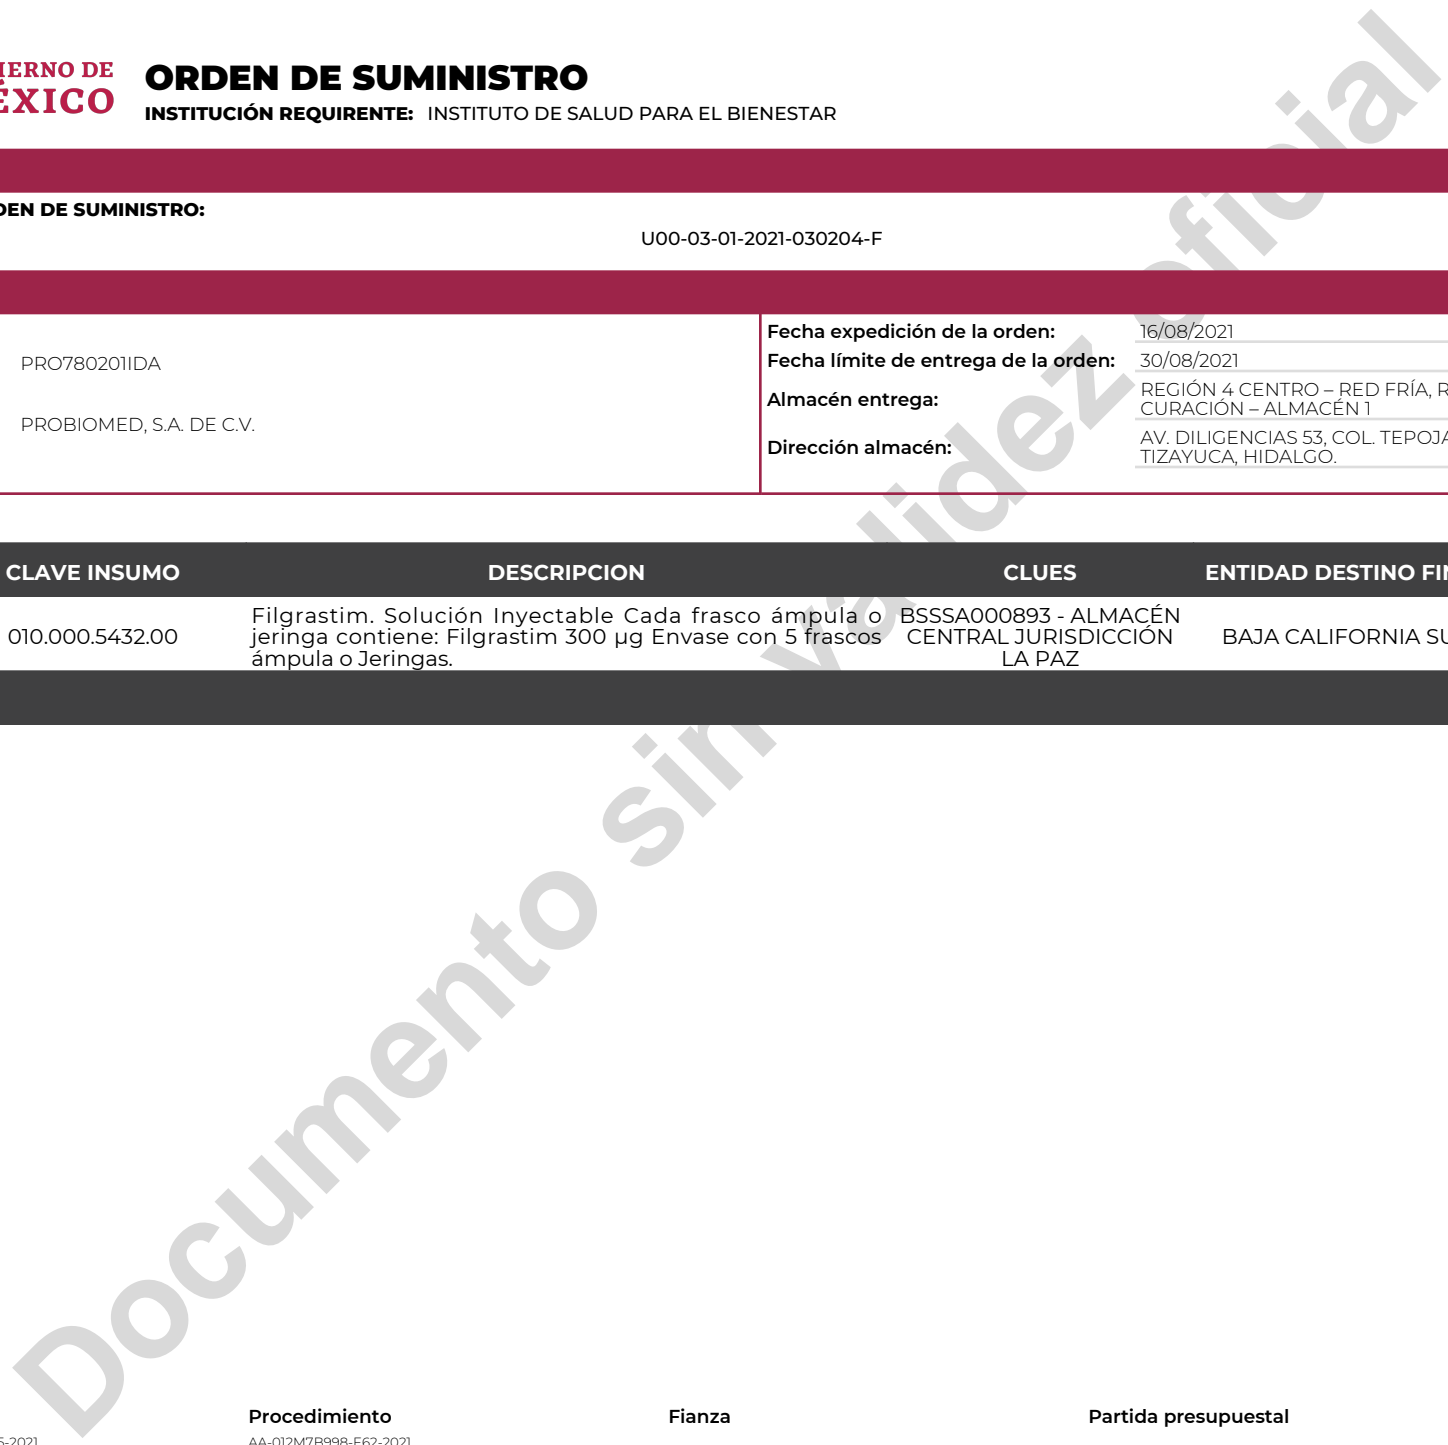 ORDEN DE SUMINISTRO
INSTITUCIÓN REQUIRENTE: INSTITUTO DE SALUD PARA EL BIENESTAR
DE
ÉXICO
DE SUMINISTRO:
U00-03-01-2021-030204-F
PRO780201IDA
PROBIOMED, S.A. DE C.V.
Fecha expedición de la orden: 16/08/2021
Fecha límite de entrega de la orden: 30/08/2021
Almacén entrega: REGIÓN 4 CENTRO – RED FRÍA,
CURACIÓN – ALMACÉN 1
Dirección almacén: AV. DILIGENCIAS 53, COL.
TIZAYUCA, HIDALGO.
CLAVE INSUMO DESCRIPCION CLUES ENTIDAD DESTINO
010.000.5432.00
Filgrastim. Solución Inyectable Cada frasco ámpula o
jeringa contiene: Filgrastim 300 µg Envase con 5 frascos
ámpula o Jeringas.
BSSSA000893 - ALMACÉN
CENTRAL JURISDICCIÓN
LA PAZ
BAJA CALIFORNIA
Documento sin validez oficial
Procedimiento Fianza Partida presupuestal
AA-012M7B998-E62-2021